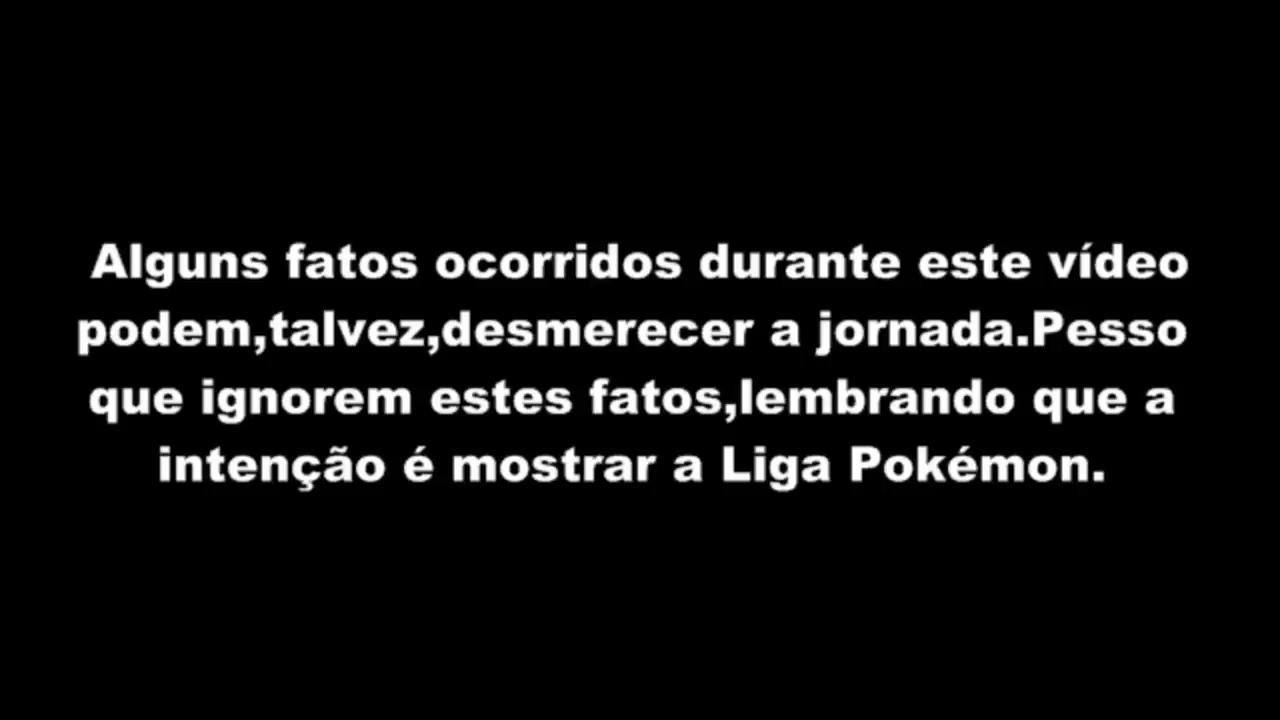 Alguns fatos ocorridos durante este vídeo
podem,talvez,desmerecer a jornada.Pesso
que ignorem estes fatos,lembrando que a
intenção é mostrar a Liga Pokémon.